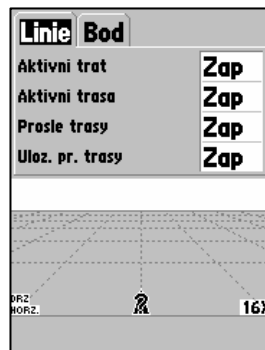 Linie Bod
Aktivni trat Zap
Aktivni trasa Zap
Prosle trasy Zap
Uloz. pr. trasy Zap
DRZ
HORZ.
16X